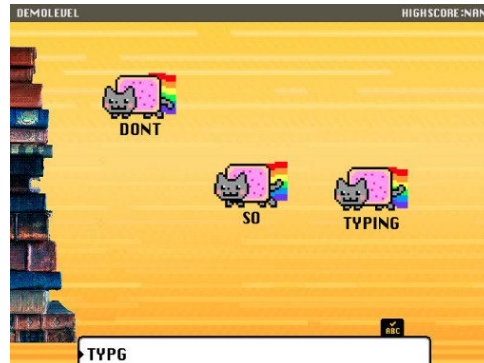 DEMOLEVEL HIGHSCORE:NAN
DONT
SO
TYPING
ABC
TYPG